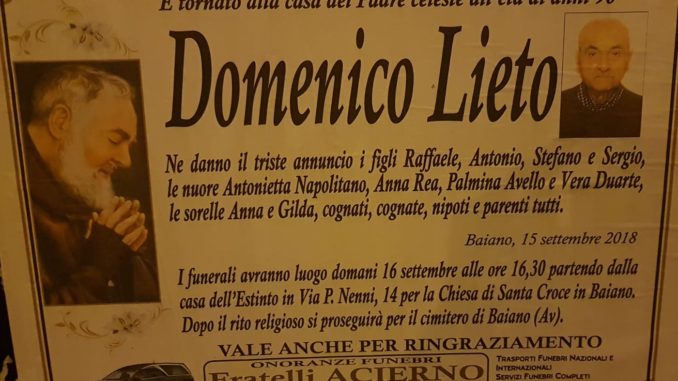 È tornato alla casa del Padre celeste all'età di anni 90
Domenico Lieto
Ne danno il triste annuncio i figli Raffaele, Antonio, Stefano e Sergio,
le nuore Antonietta Napolitano, Anna Rea, Palmina Avello e Vera Duarte,
le sorelle Anna e Gilda, cognati, cognate, nipoti e parenti tutti.
Baiano, 15 settembre 2018
I funerali avranno luogo domani 16 settembre alle ore 16,30 partendo dalla
casa dell'Estinto in Via P. Nenni, 14 per la Chiesa di Santa Croce in Baiano.
Dopo il rito religioso si proseguirà per il cimitero di Baiano (Av).
VALE ANCHE PER RINGRAZIAMENTO
ONORANZE FUNEBRI
Fratelli ACIERNO
TRASPORTI FUNEBRI NAZIONALI E
INTERNAZIONALI
SERVIZI FUNEBRI COMPLETI